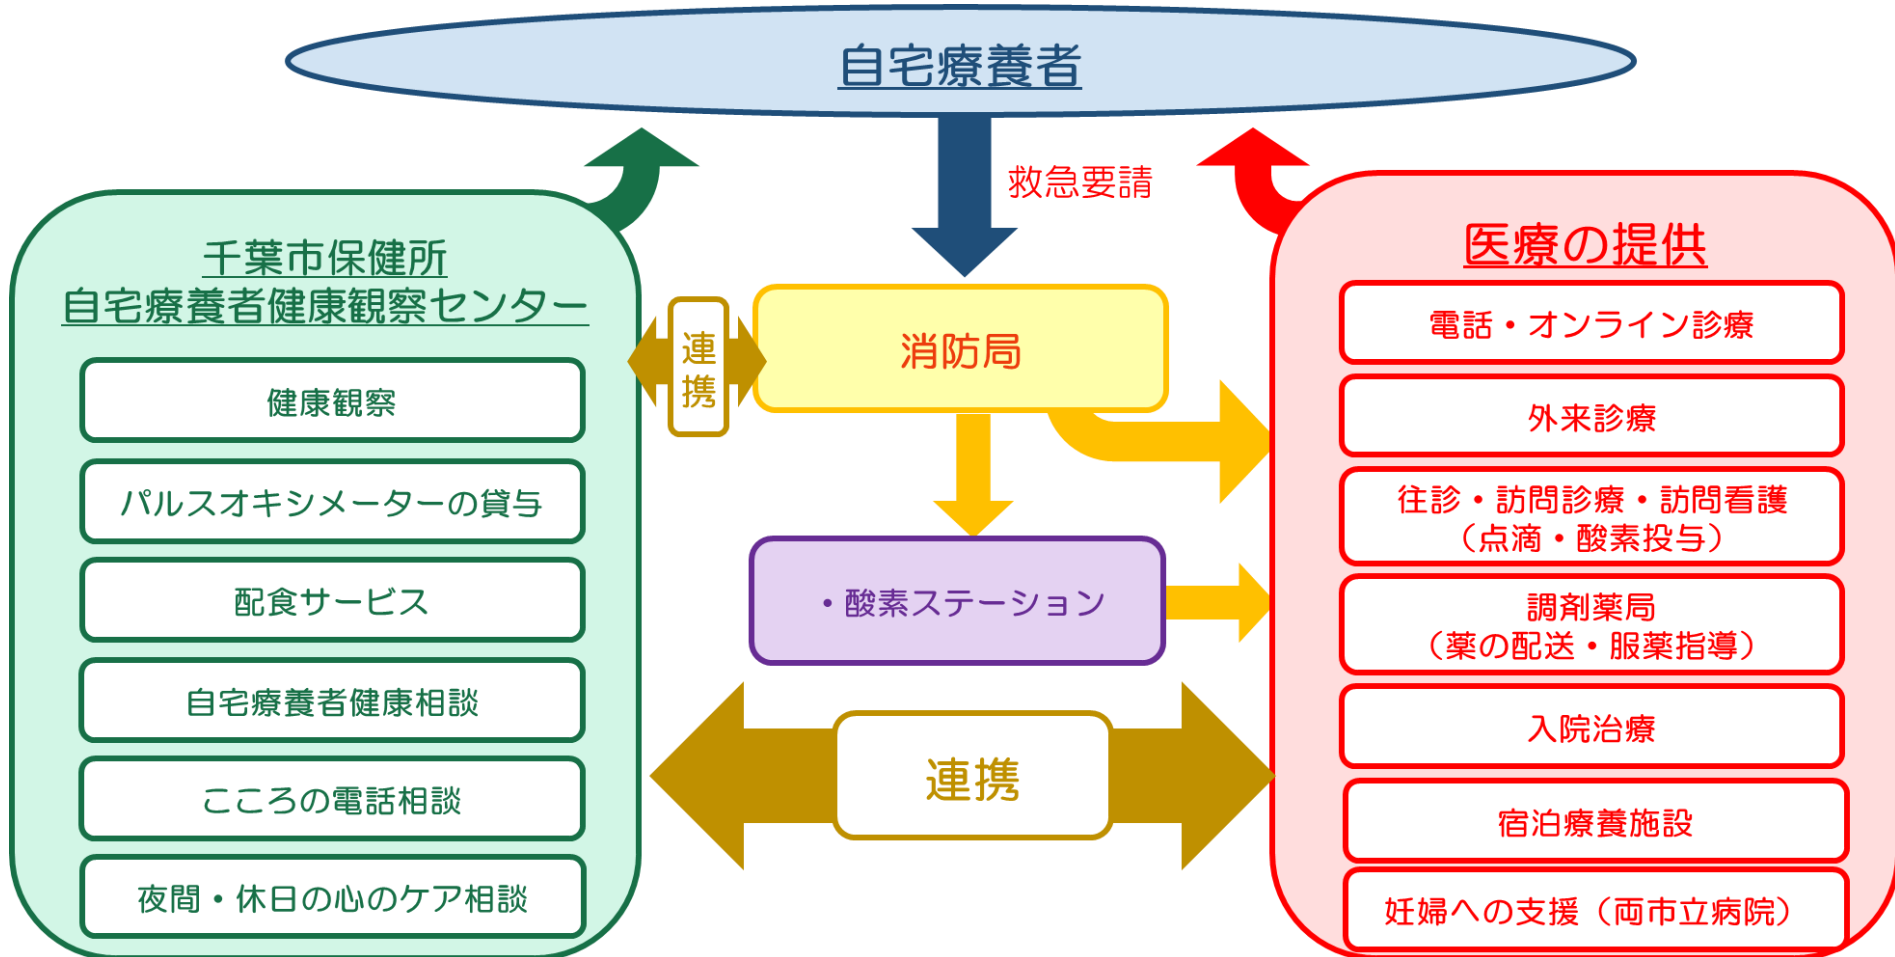 自宅療養者
救急要請
千葉市保健所
自宅療養者健康観察センター
健康観察
パルスオキシメーターの貸与
配食サービス
自宅療養者健康相談
こころの電話相談
夜間・休日の心のケア相談
連
携
消防局
・酸素ステーション
連携
医療の提供
電話・オンライン診療
外来診療
往診・訪問診療・訪問看護
（点滴・酸素投与）
調剤薬局
（薬の配送・服薬指導）
入院治療
宿泊療養施設
妊婦への支援（両市立病院）